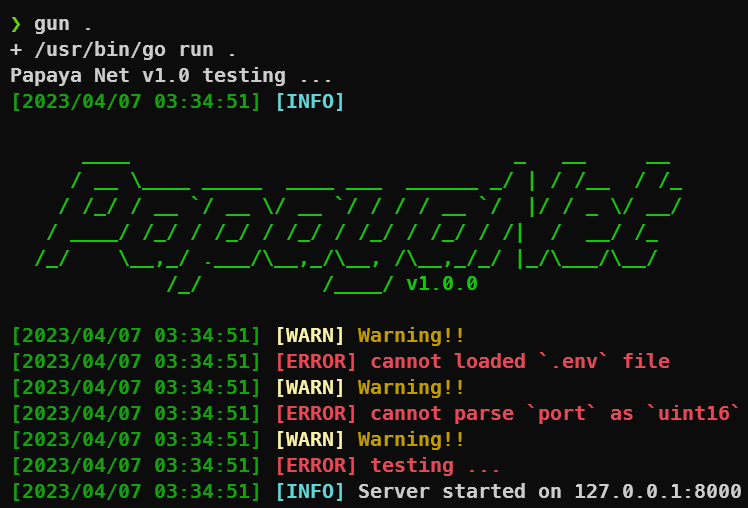 ❯ gun .
+ /usr/bin/go run .
Papaya Net v1.0 testing ...
[2023/04/07 03:34:51] [INFO]
PapayaNet
v1.0.0
[2023/04/07 03:34:51] [WARN] Warning!!
[2023/04/07 03:34:51] [ERROR] cannot loaded `.env` file
[2023/04/07 03:34:51] [WARN] Warning!!
[2023/04/07 03:34:51] [ERROR] cannot parse `port` as `uint16`
[2023/04/07 03:34:51] [WARN] Warning!!
[2023/04/07 03:34:51] [ERROR] testing ...
[2023/04/07 03:34:51] [INFO] Server started on 127.0.0.1:8000